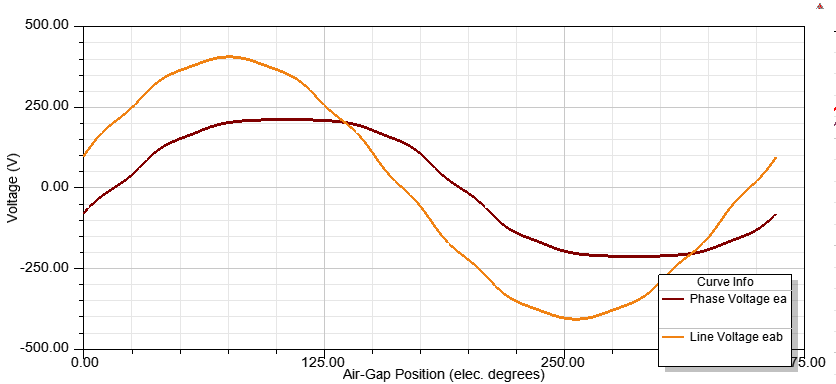 500.00
250.00
0.00
-250.00
-500.00
Voltage (V)
0.00
125.00
250.00
75.00
Air-Gap Position (elec. degrees)
Curve Info
Phase Voltage ea
Line Voltage eab